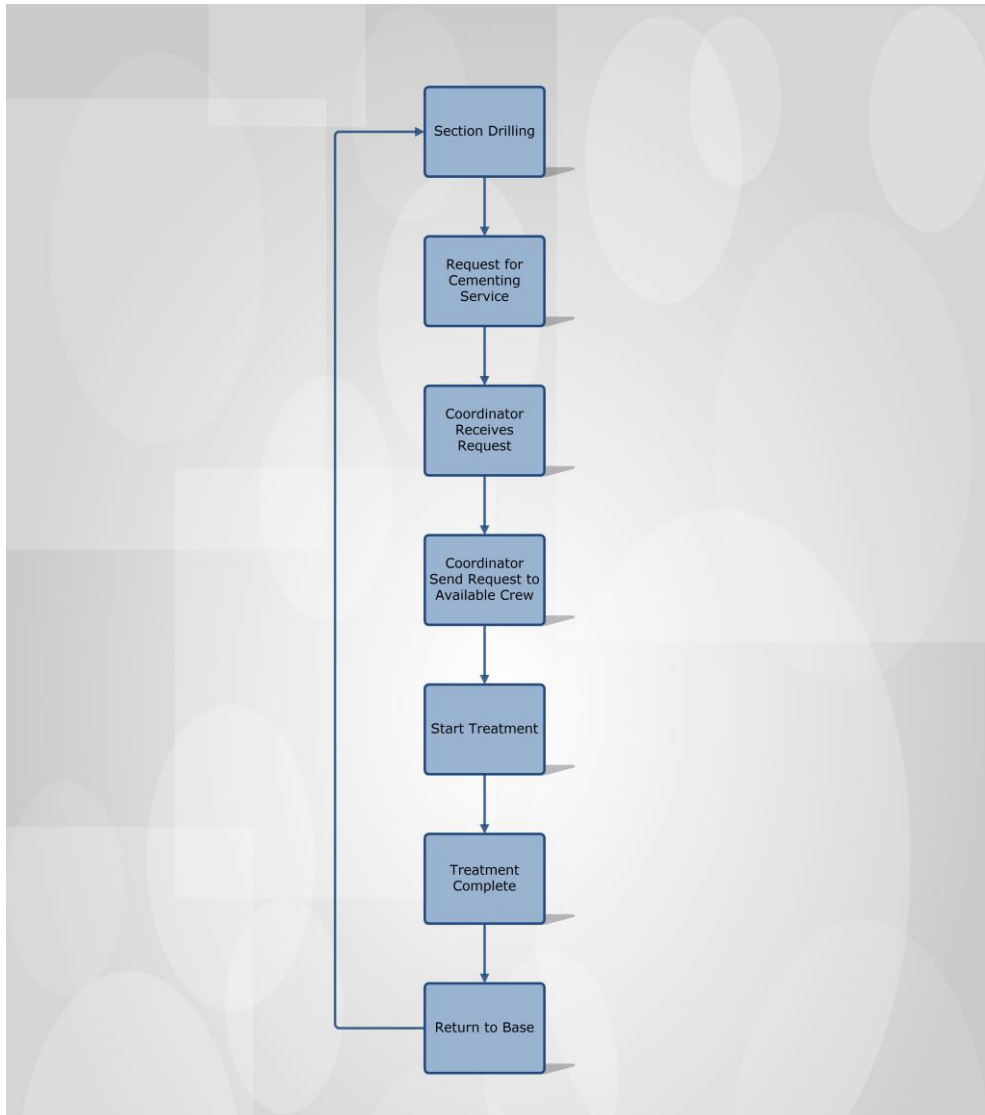 Section Drilling
Request for
Cementing
Service
Coordinator
Receives
Request
Coordinator
Send Request to
Available Crew
Start Treatment
Treatment
Complete
Return to Base